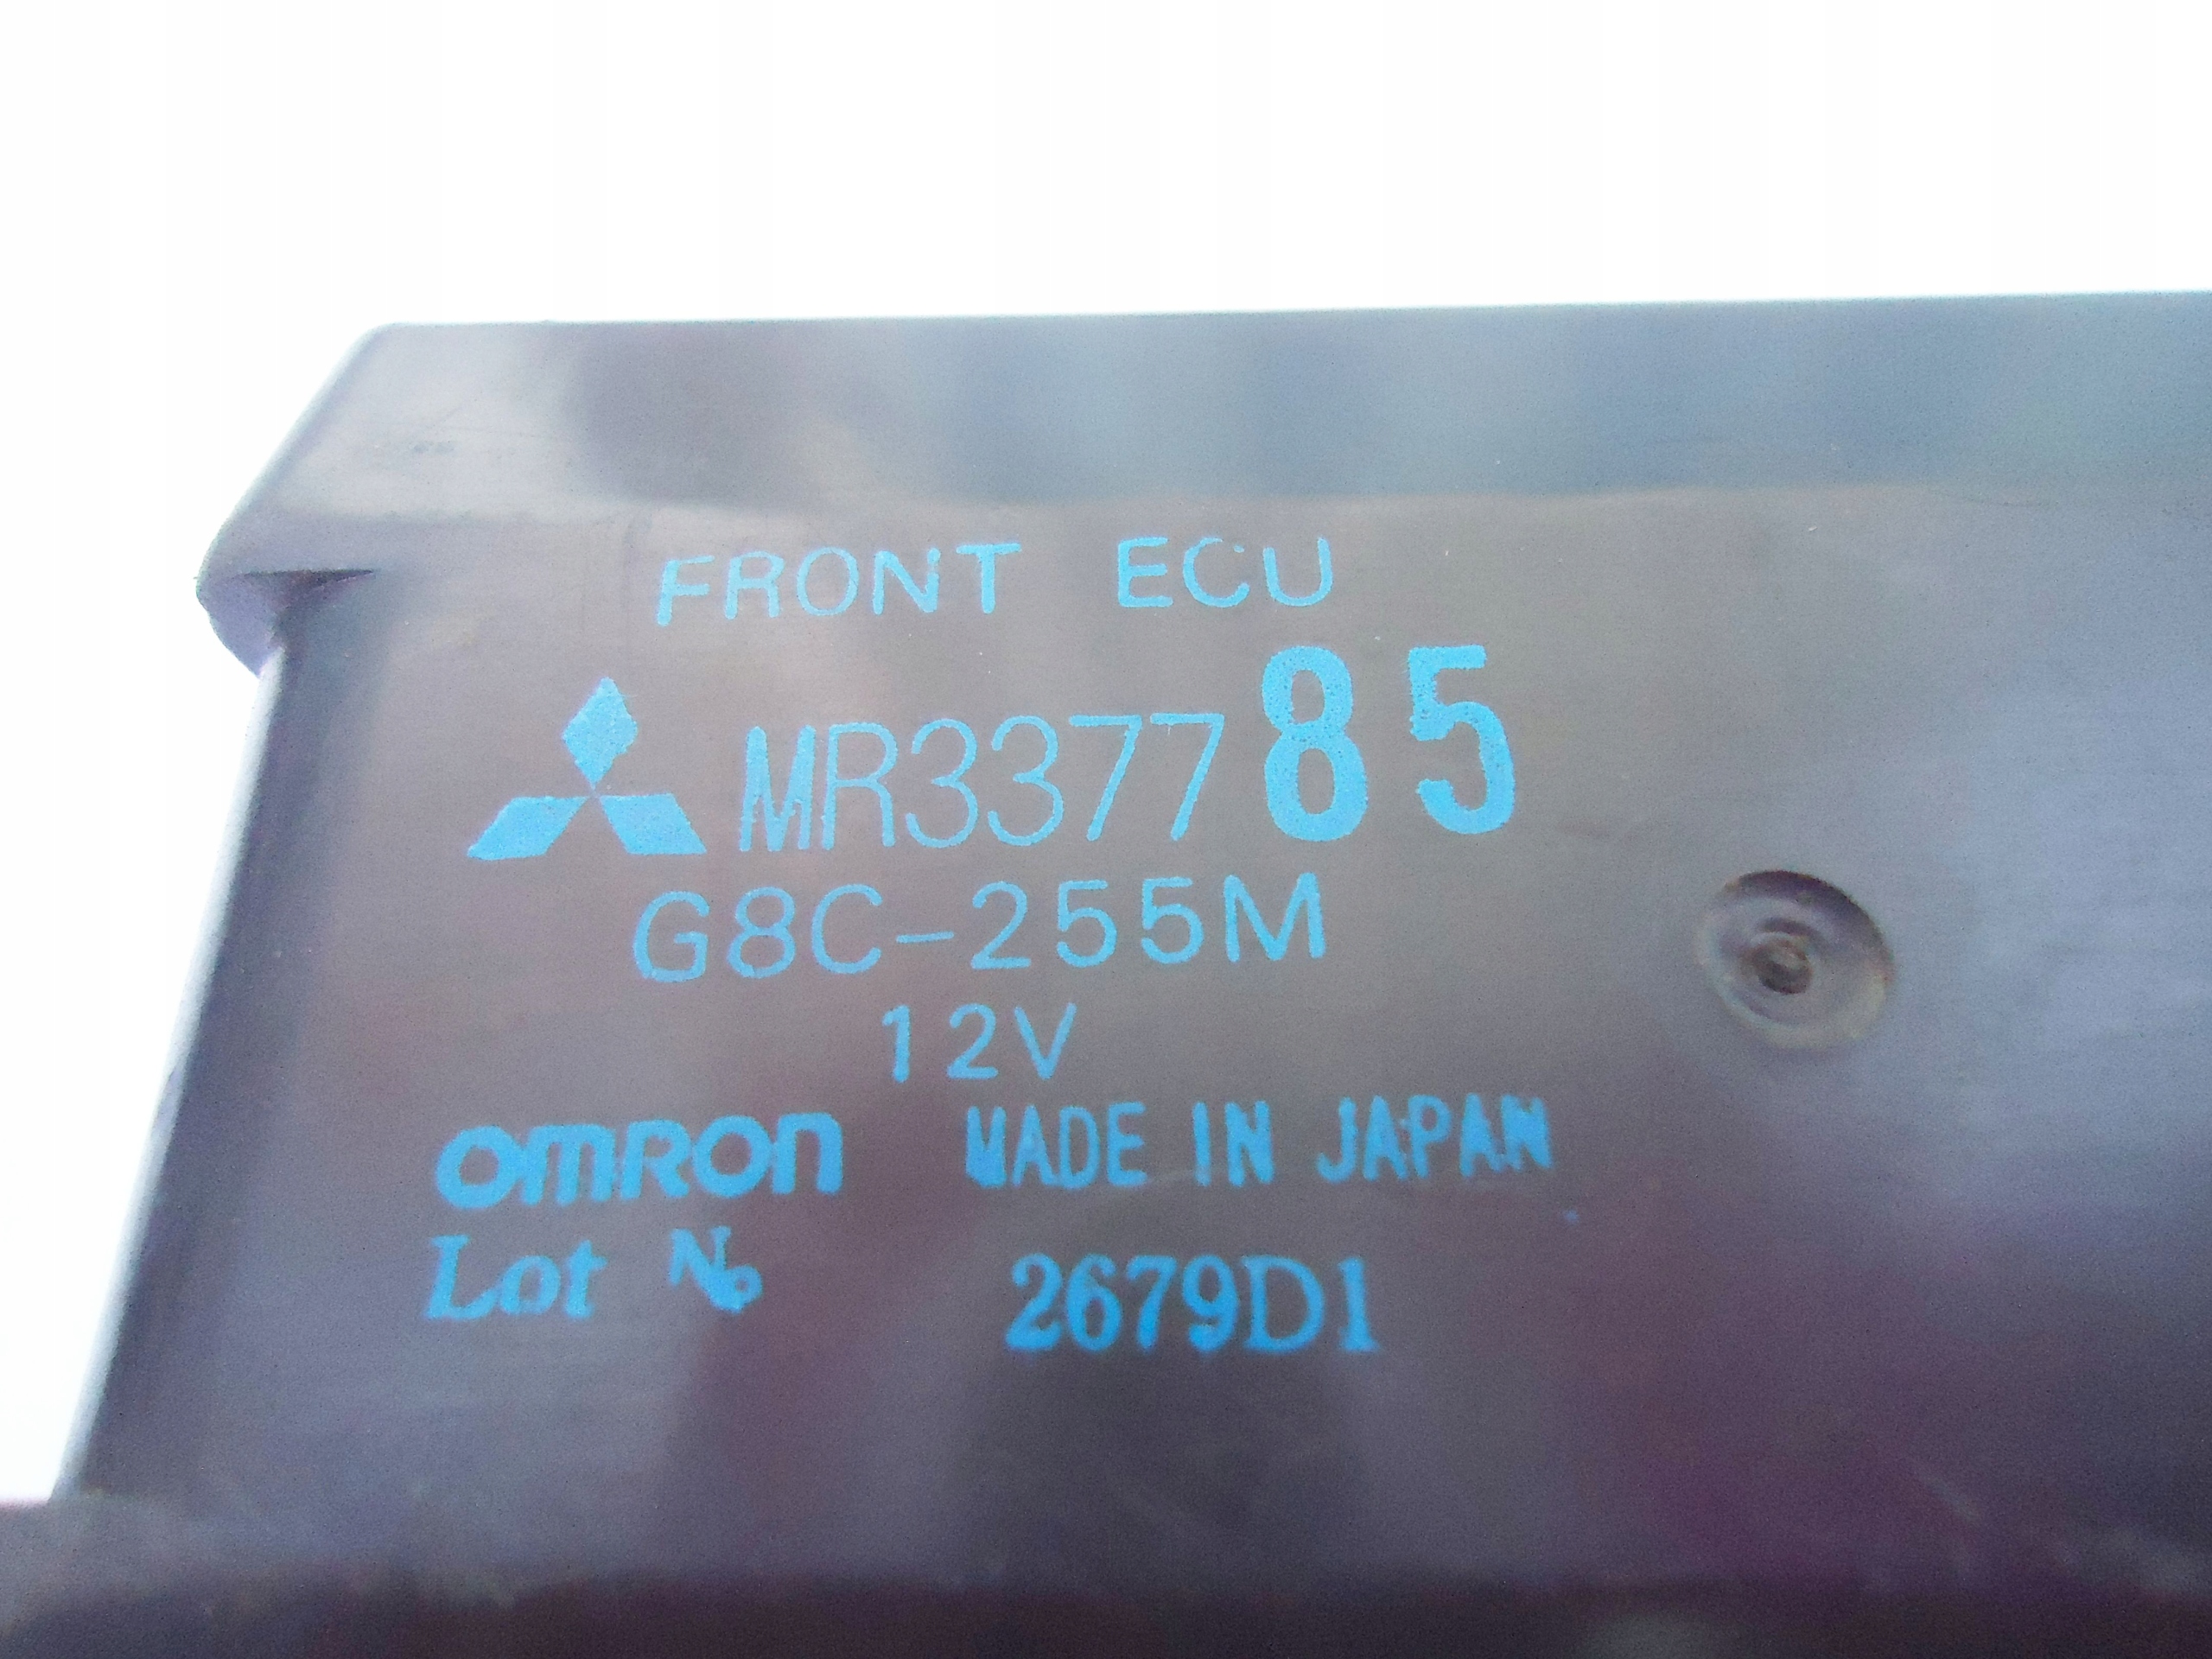 FRONT ECU
MR337785
G8C-255M
12V
OMRON MADE IN JAPAN
Lot No 2679D1